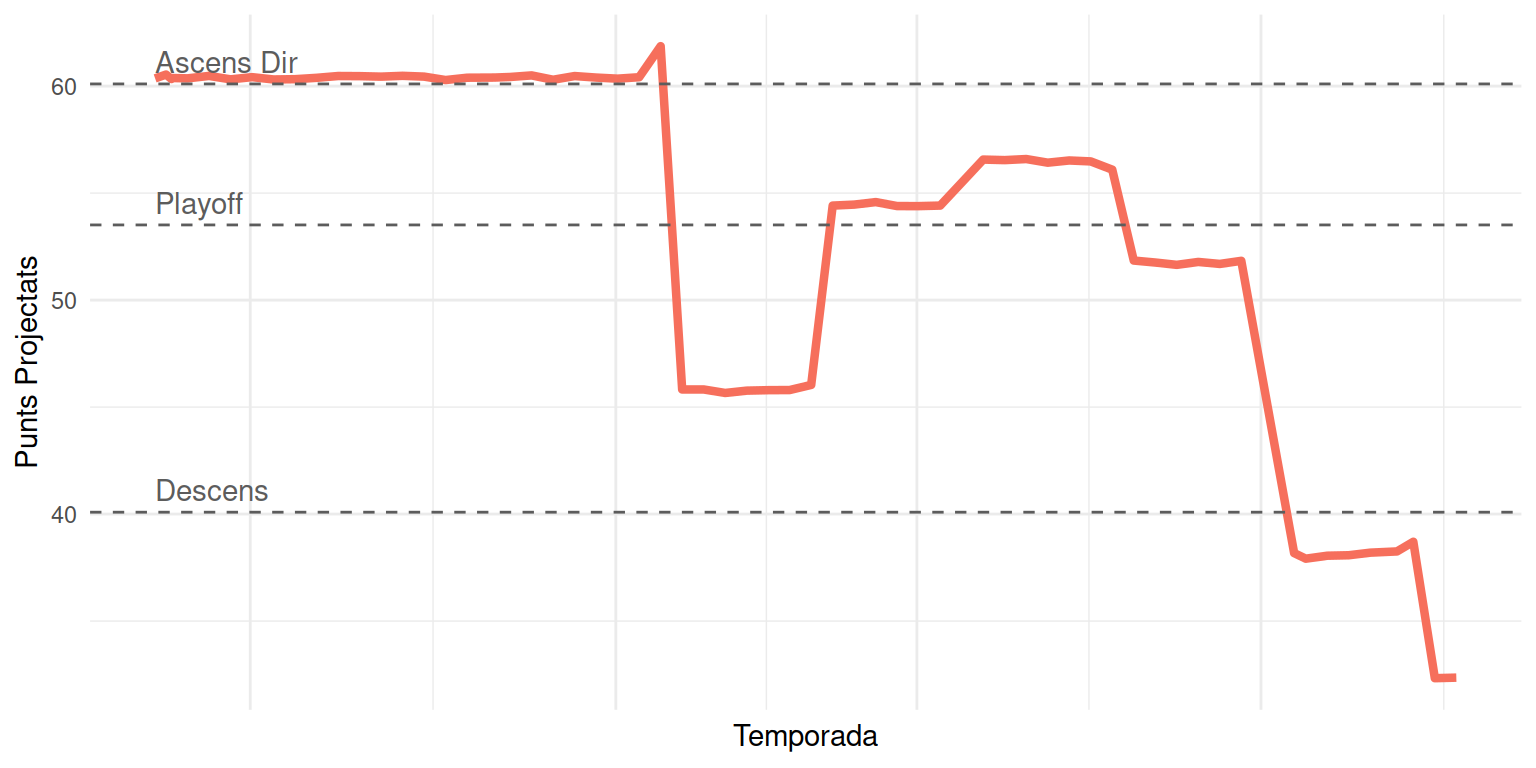 Ascens Dir
60
Playoff
50
Descens
40
Punts Projectats
Temporada